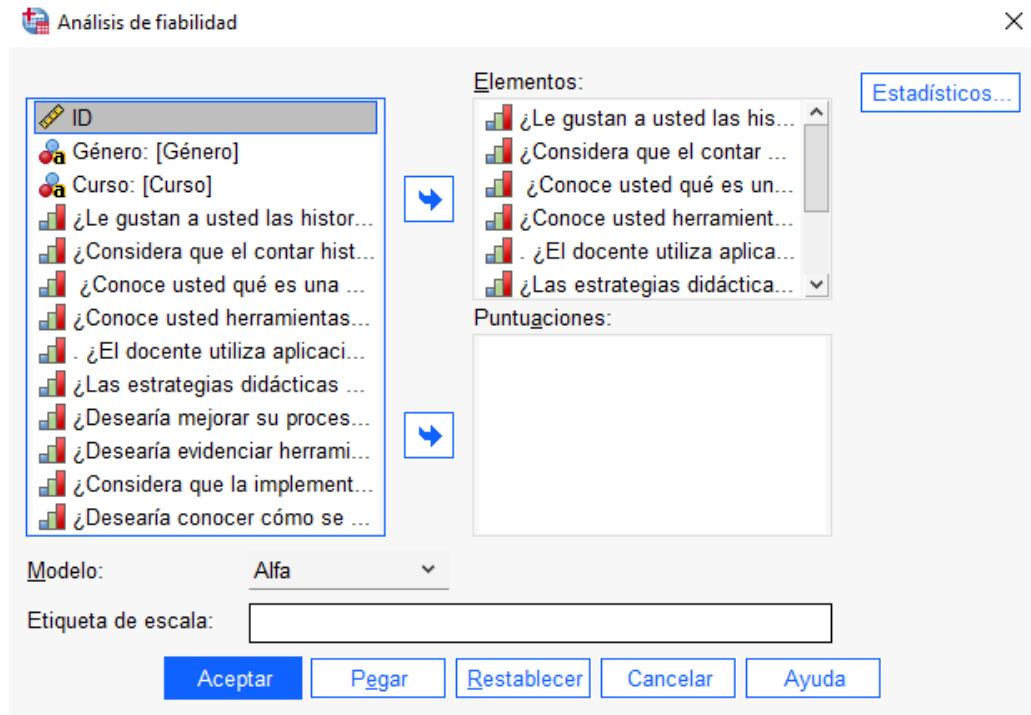 Análisis de fiabilidad
ID
Género: [Género]
Curso: [Curso]
¿Le gustan a usted las histor...
¿Considera que el contar hist...
¿Conoce usted qué es una ...
¿Conoce usted herramientas...
. ¿El docente utiliza aplicaci...
¿Las estrategias didácticas ...
¿Desearía mejorar su proces...
¿Desearía evidenciar herrami...
¿Considera que la implement...
¿Desearía conocer cómo se ...
Elementos:
¿Le gustan a usted las his...
¿Considera que el contar ...
¿Conoce usted qué es un...
¿Conoce usted herramient...
. ¿El docente utiliza aplica...
¿Las estrategias didáctica...
Estadísticos...
Puntuaciones:
Modelo:
Alfa
Etiqueta de escala:
Aceptar
Pegar
Restablecer
Cancelar
Ayuda